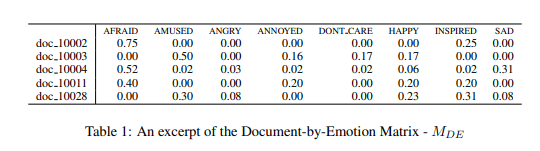 AFRAID AMUSED ANGRY ANNOYED DONT_CARE HAPPY INSPIRED SAD
doc_10002 0.75 0.00 0.00 0.00 0.00 0.00 0.25 0.00
doc_10003 0.00 0.50 0.00 0.16 0.17 0.17 0.00 0.00
doc_10004 0.52 0.02 0.03 0.02 0.02 0.06 0.02 0.31
doc_10011 0.40 0.00 0.00 0.20 0.00 0.20 0.20 0.00
doc_10028 0.00 0.30 0.08 0.00 0.00 0.23 0.31 0.08
Table 1: An excerpt of the Document-by-Emotion Matrix - MDE